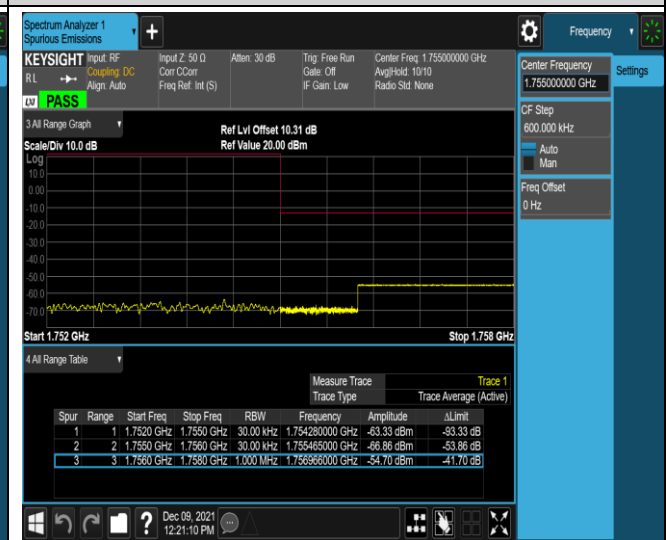 Spectrum Analyzer 1
Spurious Emissions
+
Frequency
KEYSIGHT
Input: RF
Coupling: DC
Align: Auto
Input Z: 50 Ω
Corr CCorr
Freq Ref: Int (S)
Atten: 30 dB
Trig: Free Run
Gate: Off
IF Gain: Low
Center Freq: 1.755000000 GHz
Avg|Hold: 10/10
Radio Std: None
R L
LXI
PASS
Center Frequency
1.755000000 GHz
Settings
CF Step
600.000 kHz
Auto
Man
Freq Offset
0 Hz
3 All Range Graph
Scale/Div 10.0 dB
Ref Lvl Offset 10.31 dB
Ref Value 20.00 dBm
Log
10.0
0.00
-10.0
-20.0
-30.0
-40.0
-50.0
-60.0
-70.0
Start 1.752 GHz
Stop 1.758 GHz
4 All Range Table
Measure Trace Trace 1
Trace Type Trace Average (Active)
Spur Range Start Freq Stop Freq RBW Frequency Amplitude ΔLimit
1 1 1.7520 GHz 1.7550 GHz 30.00 kHz 1.754280000 GHz -63.33 dBm -93.33 dB
2 2 1.7550 GHz 1.7560 GHz 30.00 kHz 1.755465000 GHz -66.86 dBm -53.86 dB
3 3 1.7560 GHz 1.7580 GHz 1.000 MHz 1.756966000 GHz -54.70 dBm -41.70 dB
?
Dec 09, 2021
12:21:10 PM